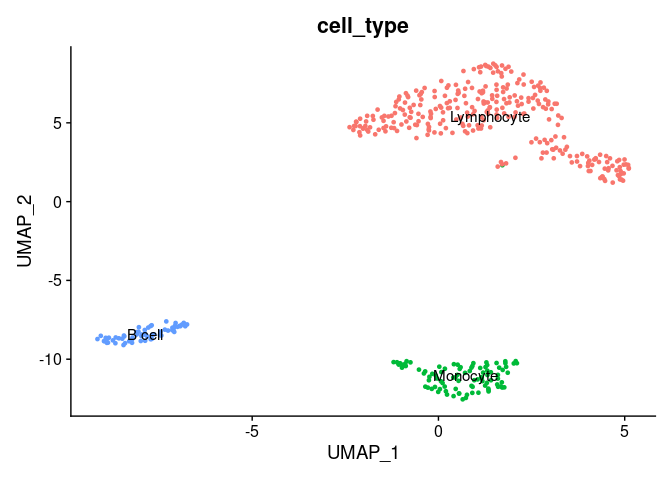 cell_type
Lymphocyte
5
0
-5
-10
B cell
Monocyte
-5
0
5
UMAP_1
UMAP_2